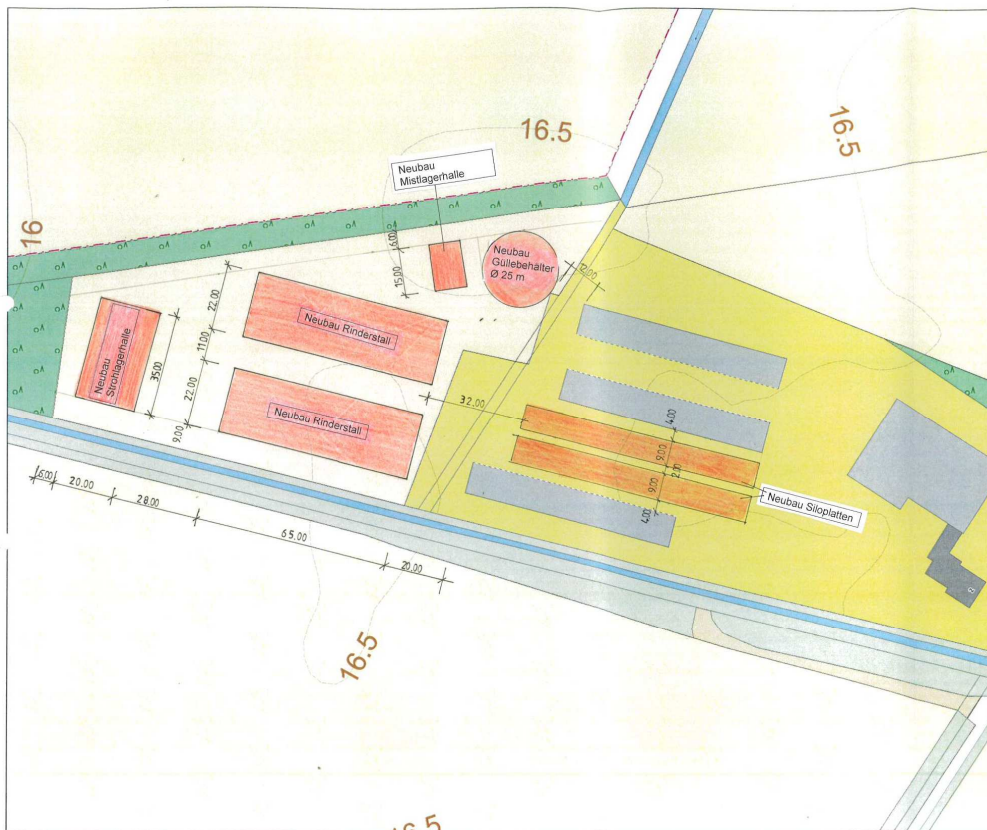 16.5
16.5
Neubau
Mistlagerhalle
16
6.00
15.00
Neubau
Güllebehälter
Ø 25 m
22.00
11.00
22.00
9.00
Neubau Rinderstall
Neubau Rinderstall
Neubau
Strohlagerhalle
35.00
32.00
4.00
9.00
2.00
9.00
4.00
Neubau Siloplatten
6.00
20.00
28.00
65.00
20.00
16.5
16.5